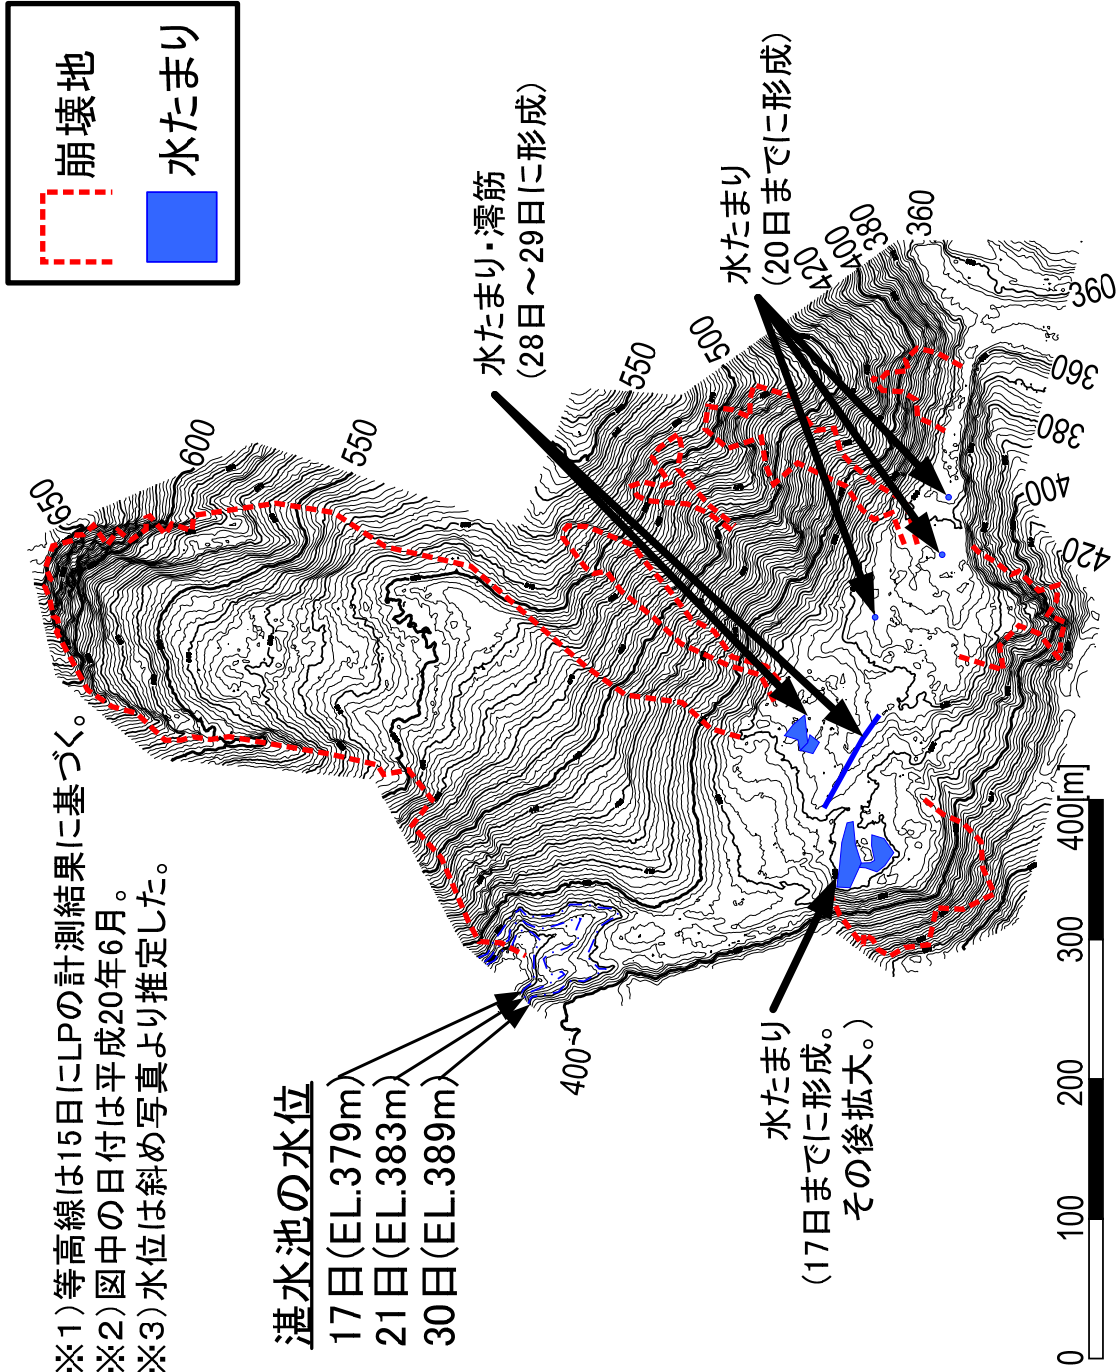 ※1）等高線は15日にLPの計測結果に基づく。
※2）図中の日付は平成20年6月。
※3）水位は斜め写真より推定した。
崩壊地
水たまり
湛水池の水位
17日(EL.379m)
21日(EL.383m)
30日(EL.389m)
水たまり・澪筋
(28日～29日に形成)
水たまり
(20日までに形成)
水たまり
(17日までに形成。
その後拡大。)
650
600
550
550
500
420
400
380
360
360
360
380
400
420
400
0
100
200
300
400[m]